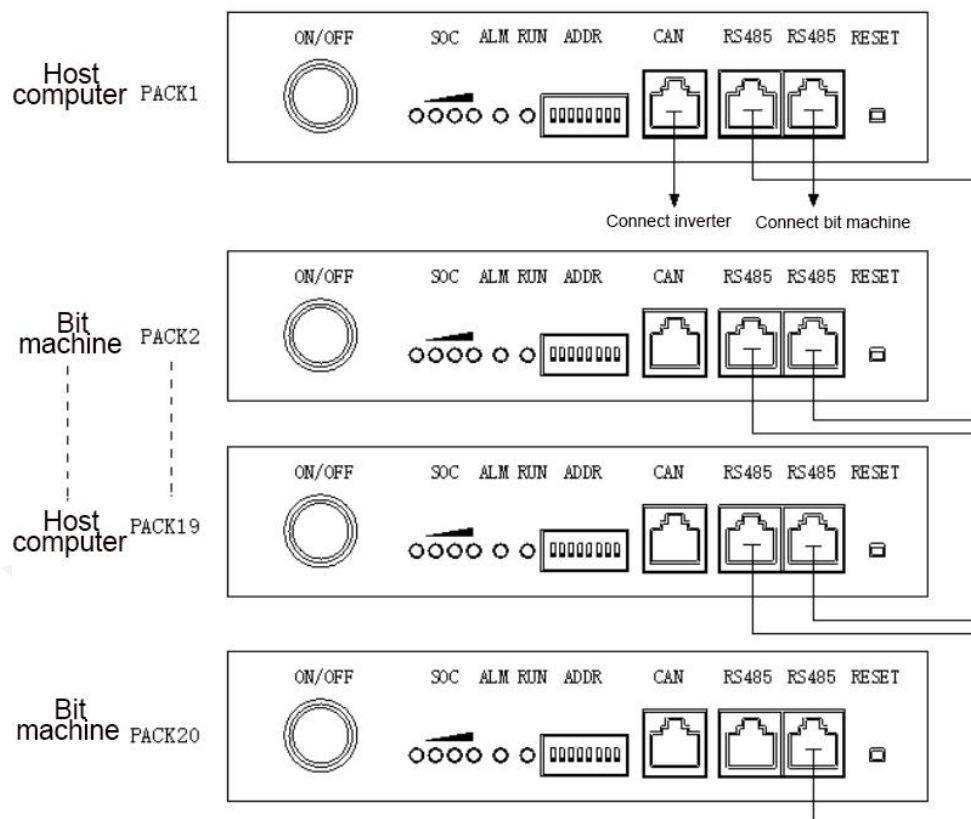 ON/OFF SOC ALM RUN ADDR CAN RS485 RS485 RESET
Host
computer PACK1
Connect inverter Connect bit machine
ON/OFF SOC ALM RUN ADDR CAN RS485 RS485 RESET
Bit
machine PACK2
ON/OFF SOC ALM RUN ADDR CAN RS485 RS485 RESET
Host
computer PACK19
ON/OFF SOC ALM RUN ADDR CAN RS485 RS485 RESET
Bit
machine PACK20